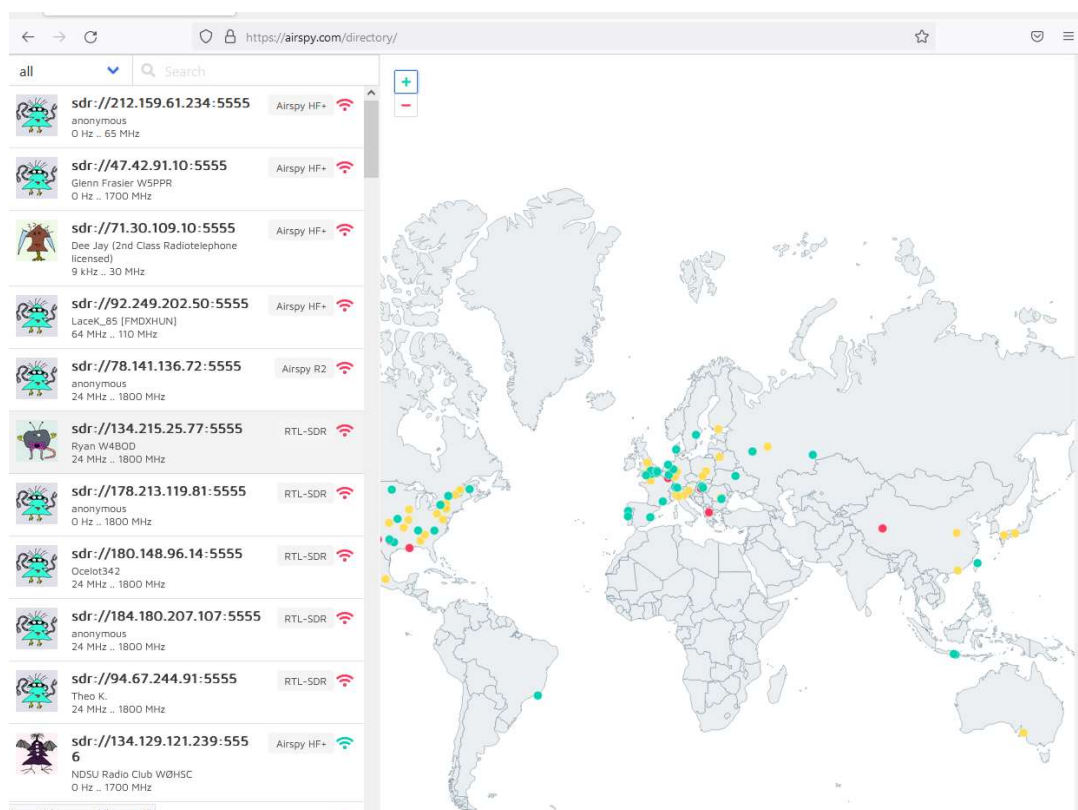 https://airspy.com/directory/
all
Search
sdr://212.159.61.234:5555
Airspy HF+
anonymous
0 Hz .. 65 MHz
sdr://47.42.91.10:5555
Airspy HF+
Glenn Frasier W5PPR
0 Hz .. 1700 MHz
sdr://71.30.109.10:5555
Airspy HF+
Dee Jay (2nd Class Radiotelephone
licensed)
9 kHz .. 30 MHz
sdr://92.249.202.50:5555
Airspy HF+
LaceK_85 [FMDXHUN]
64 MHz .. 110 MHz
sdr://78.141.136.72:5555
Airspy R2
anonymous
24 MHz .. 1800 MHz
sdr://134.215.25.77:5555
RTL-SDR
Ryan W4BOD
24 MHz .. 1800 MHz
sdr://178.213.119.81:5555
RTL-SDR
anonymous
0 Hz .. 1800 MHz
sdr://180.148.96.14:5555
RTL-SDR
Ocelot342
24 MHz .. 1800 MHz
sdr://184.180.207.107:5555
RTL-SDR
anonymous
24 MHz .. 1800 MHz
sdr://94.67.244.91:5555
RTL-SDR
Theo K.
24 MHz .. 1800 MHz
sdr://134.129.121.239:555
6
Airspy HF+
NDSU Radio Club WØHSC
0 Hz .. 1700 MHz